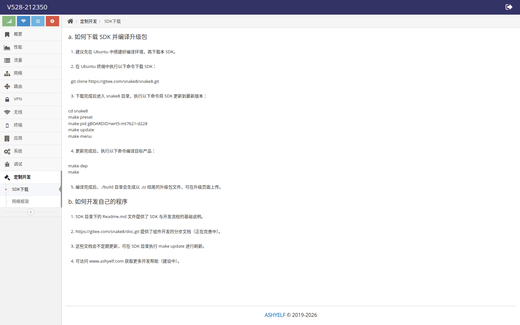 V528-212350
概要
性能
流量
网络
路由
VPN
无线
终端
应用
系统
调试
定制开发
SDK下载
网络框架
定制开发
SDK下载
a. 如何下载 SDK 并编译升级包
1. 建议先在 Ubuntu 中搭建好编译环境，再下载本 SDK。
2. 在 Ubuntu 终端中执行以下命令下载 SDK：
git clone https://gitee.com/snake8/snake8.git
3. 下载完成后进入 snake8 目录，执行以下命令将 SDK 更新到最新版本：
cd snake8
make preset
make update
make menu
4. 更新完成后，执行以下命令编译目标产品：
make dep
make
5. 编译完成后，./build 目录会生成以 .zz 结尾的升级包文件，可在升级页面上传。
b. 如何开发自己的程序
1. SDK 目录下的 Readme.md 文件提供了 SDK 与开发流程的基础说明。
2. https://gitee.com/snake8/doc.git 提供了组件开发的分步文档（正在完善中）。
3. 这些文档会不定期更新，可在 SDK 目录执行 make update 进行刷新。
4. 可访问 www.ashyelf.com 获取更多开发帮助（建设中）。
ASHYELF © 2019-2026